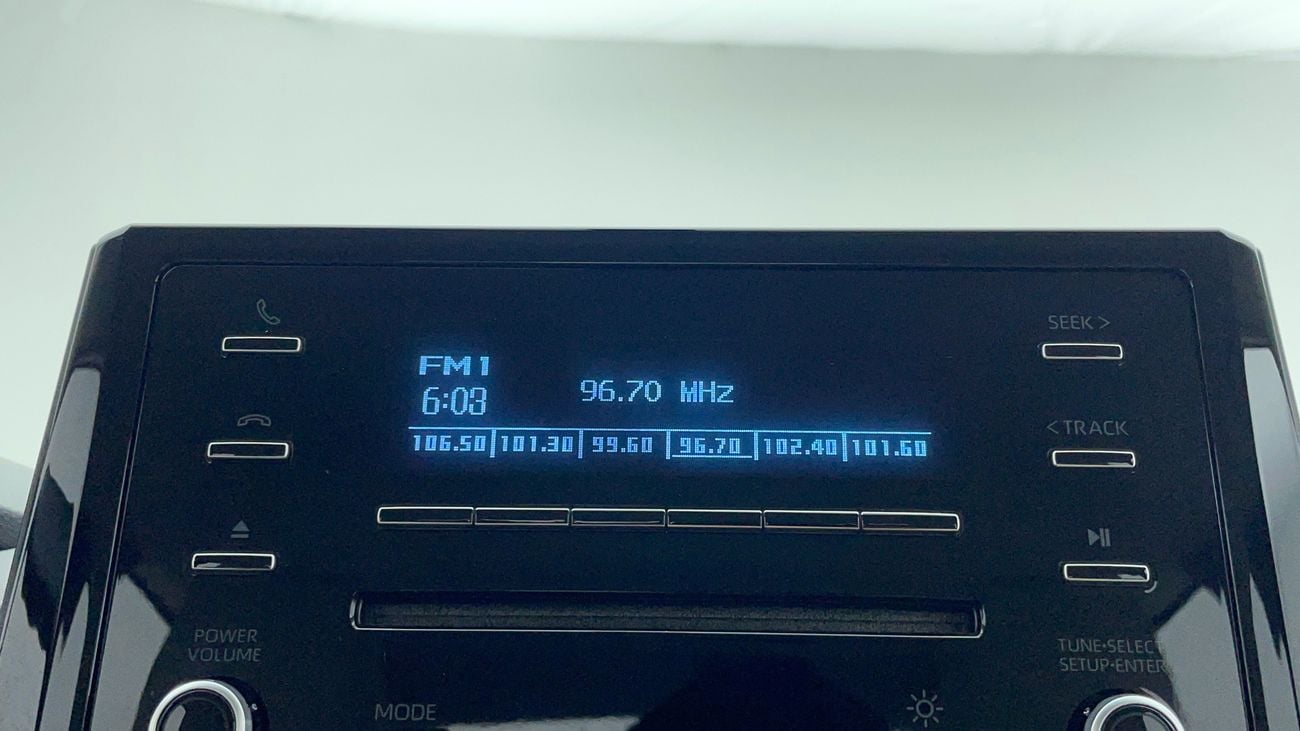 SEEK >
FM1
6:03
96.70 MHz
106.50 101.30 99.60 96.70 102.40 101.60
< TRACK
POWER
VOLUME
TUNE•SELECT
SETUP•ENTER
MODE